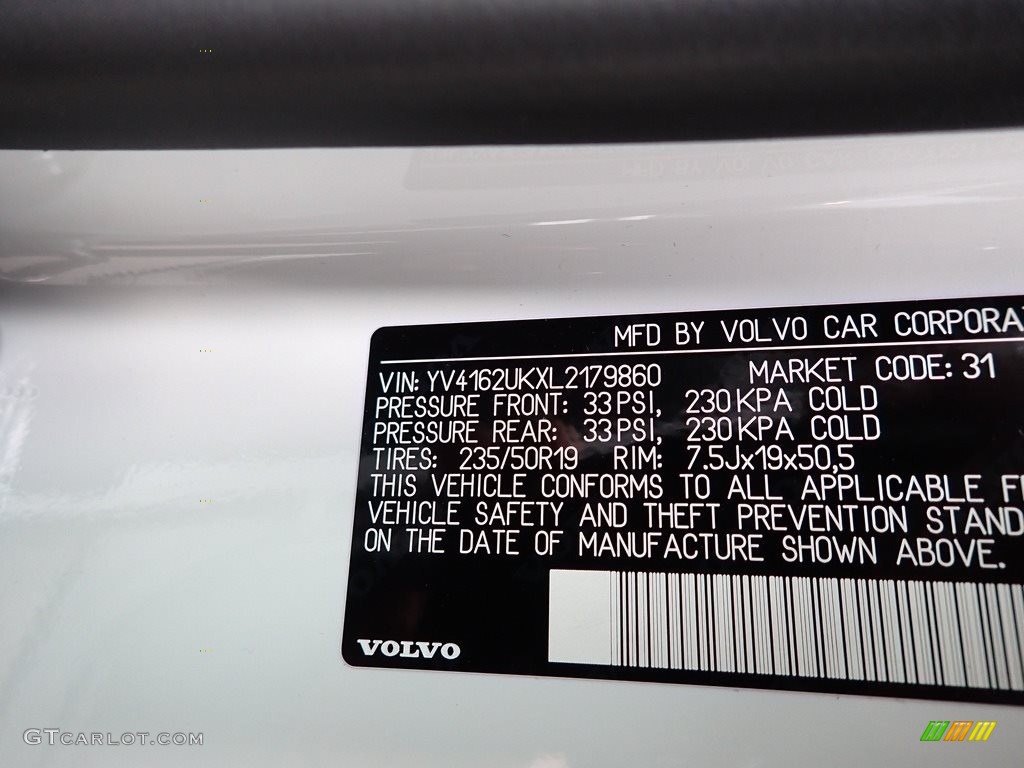 MFD BY VOLVO CAR
VIN: YV4162UKXL2179860 MARKET CODE: 31
PRESSURE FRONT: 33 PSI, 230 KPA COLD
PRESSURE REAR: 33 PSI, 230 KPA COLD
TIRES: 235/50R19 RIM: 7.5Jx19x50,5
THIS VEHICLE CONFORMS TO ALL APPLICABLE
VEHICLE SAFETY AND THEFT PREVENTION
ON THE DATE OF MANUFACTURE SHOWN ABOVE.
VOLVO
GTCARLOT.COM